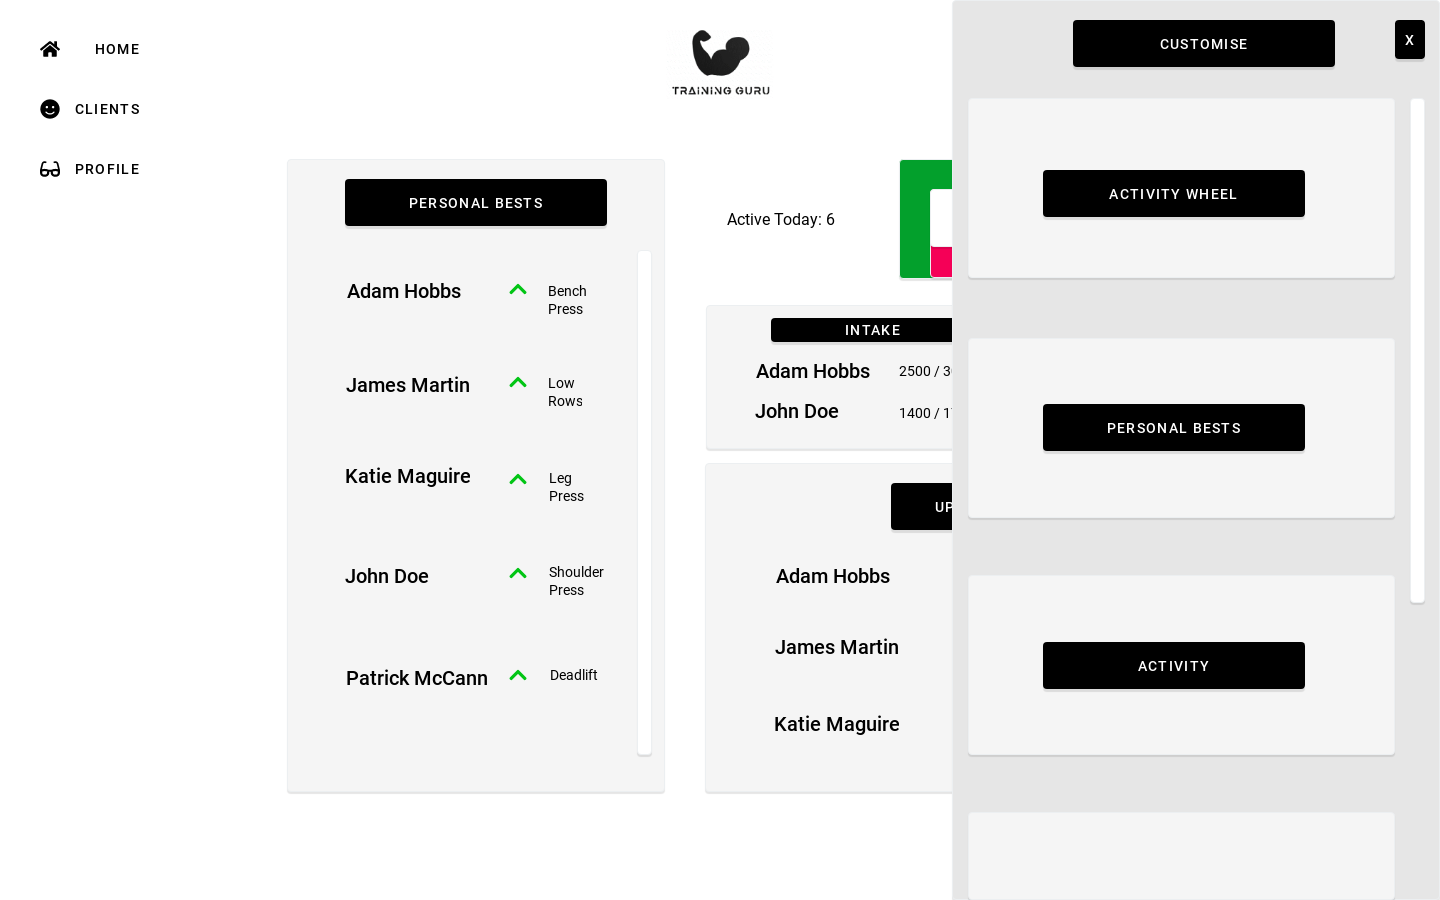 HOME
CLIENTS
PROFILE
TRAINING GURU
PERSONAL BESTS
Adam Hobbs
Bench
Press
James Martin
Low
Rows
Katie Maguire
Leg
Press
John Doe
Shoulder
Press
Patrick McCann
Deadlift
Active Today: 6
INTAKE
Adam Hobbs
2500 / 3
John Doe
1400 / 1
UP
Adam Hobbs
James Martin
Katie Maguire
CUSTOMISE
X
ACTIVITY WHEEL
PERSONAL BESTS
ACTIVITY